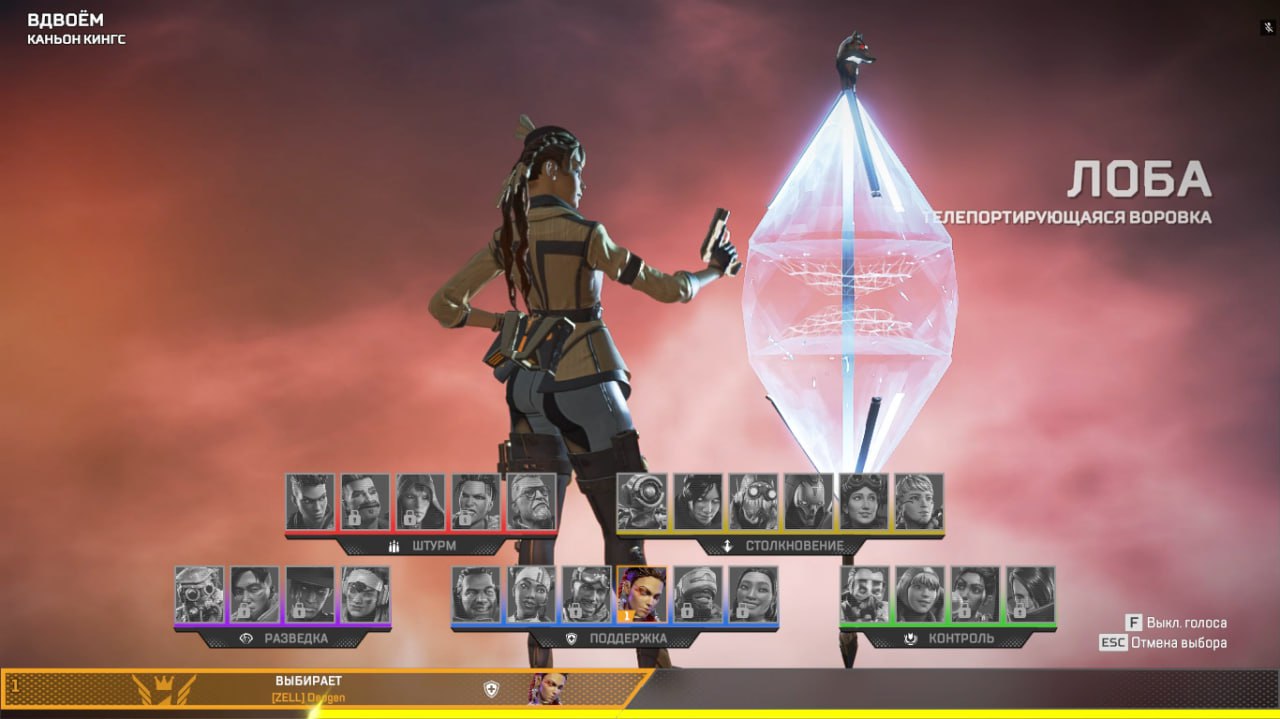 ВДВОЁМ
КАНЬОН КИНГС
ЛОБА
ТЕЛЕПОРТИРУЮЩАЯСЯ ВОРОВКА
ШТУРМ
СТОЛКНОВЕНИЕ
1
РАЗВЕДКА
ПОДДЕРЖКА
КОНТРОЛЬ
F Выкл. голоса
ESC Отмена выбора
1
ВЫБИРАЕТ
[ZELL]